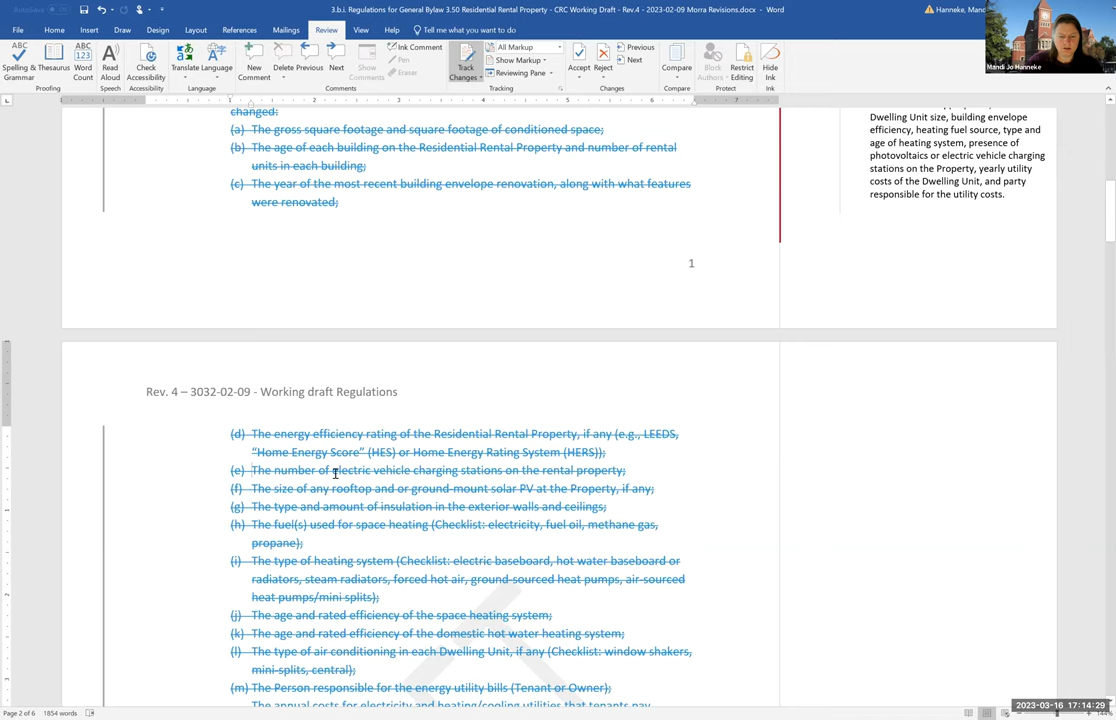 AutoSave
3.b.i. Regulations for General Bylaw 3.50 Residential Rental Property - CRC Working Draft - Rev.4 - 2023-02-09 Morra Revisions.docx - Word
Hanneke, Mand
File Home Insert Draw Design Layout References Mailings Review View Help Tell me what you want to do
Spelling & Grammar
Thesaurus
Word Count
Read Aloud
Check Accessibility
Translate
Language
New Comment
Delete
Previous
Next
Show Comments
Ink Comment
Pen
Eraser
Track Changes
All Markup
Show Markup
Reviewing Pane
Accept
Reject
Previous
Next
Compare
Block Authors
Restrict Editing
Hide Ink
Proofing Speech Accessibility Language Comments Tracking Changes Compare Protect Ink
Mandi Jo Hanneke
changed:
(a) The gross square footage and square footage of conditioned space;
(b) The age of each building on the Residential Rental Property and number of rental
units in each building;
(c) The year of the most recent building envelope renovation, along with what features
were renovated;
Dwelling Unit size, building envelope
efficiency, heating fuel source, type and
age of heating system, presence of
photovoltaics or electric vehicle charging
stations on the Property, yearly utility
costs of the Dwelling Unit, and party
responsible for the utility costs.
1
Rev. 4 – 3032-02-09 - Working draft Regulations
(d) The energy efficiency rating of the Residential Rental Property, if any (e.g., LEEDS,
“Home Energy Score” (HES) or Home Energy Rating System (HERS));
(e) The number of electric vehicle charging stations on the rental property;
(f) The size of any rooftop and or ground-mount solar PV at the Property, if any;
(g) The type and amount of insulation in the exterior walls and ceilings;
(h) The fuel(s) used for space heating (Checklist: electricity, fuel oil, methane gas,
propane);
(i) The type of heating system (Checklist: electric baseboard, hot water baseboard or
radiators, steam radiators, forced hot air, ground-sourced heat pumps, air-sourced
heat pumps/mini splits);
(j) The age and rated efficiency of the space heating system;
(k) The age and rated efficiency of the domestic hot water heating system;
(l) The type of air conditioning in each Dwelling Unit, if any (Checklist: window shakers,
mini-splits, central);
(m) The Person responsible for the energy utility bills (Tenant or Owner);
The annual costs for electricity and heating/cooling utilities that tenants pay
Page 2 of 6 1854 words
2023-03-16 17:14:29
144%